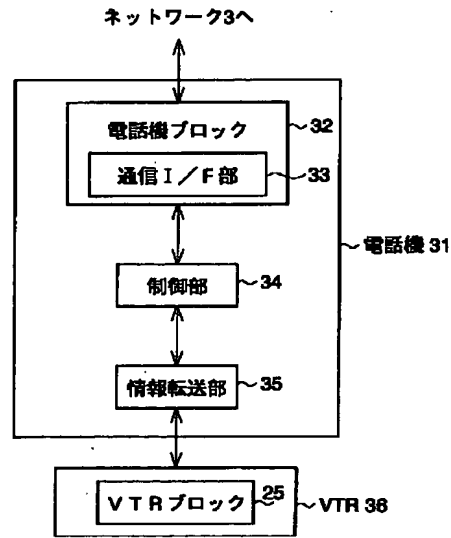 ネットワーク3へ
電話機ブロック
32
通信I/F部
33
電話機 31
制御部
34
情報転送部
35
VTRブロック
25
VTR 36